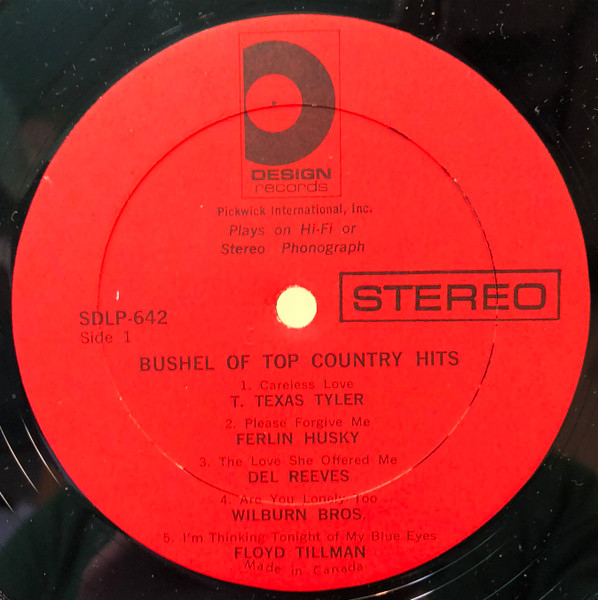 DESIGN
records
Pickwick International, Inc.
Plays on Hi-Fi or
Stereo Phonograph
STEREO
SDLP-642
Side 1
BUSHEL OF TOP COUNTRY HITS
1. Careless Love
T. TEXAS TYLER
2. Please Forgive Me
FERLIN HUSKY
3. The Love She Offered Me
DEL REEVES
4. Are You Lonely Too
WILBURN BROS.
5. I'm Thinking Tonight of My Blue Eyes
FLOYD TILLMAN
Made in Canada